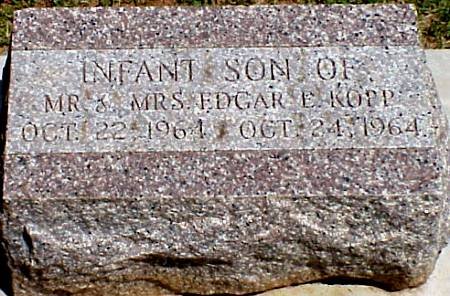 INFANT SON OF
MR & MRS. EDGAR E. KOPP
OCT. 22, 1964 OCT. 24, 1964